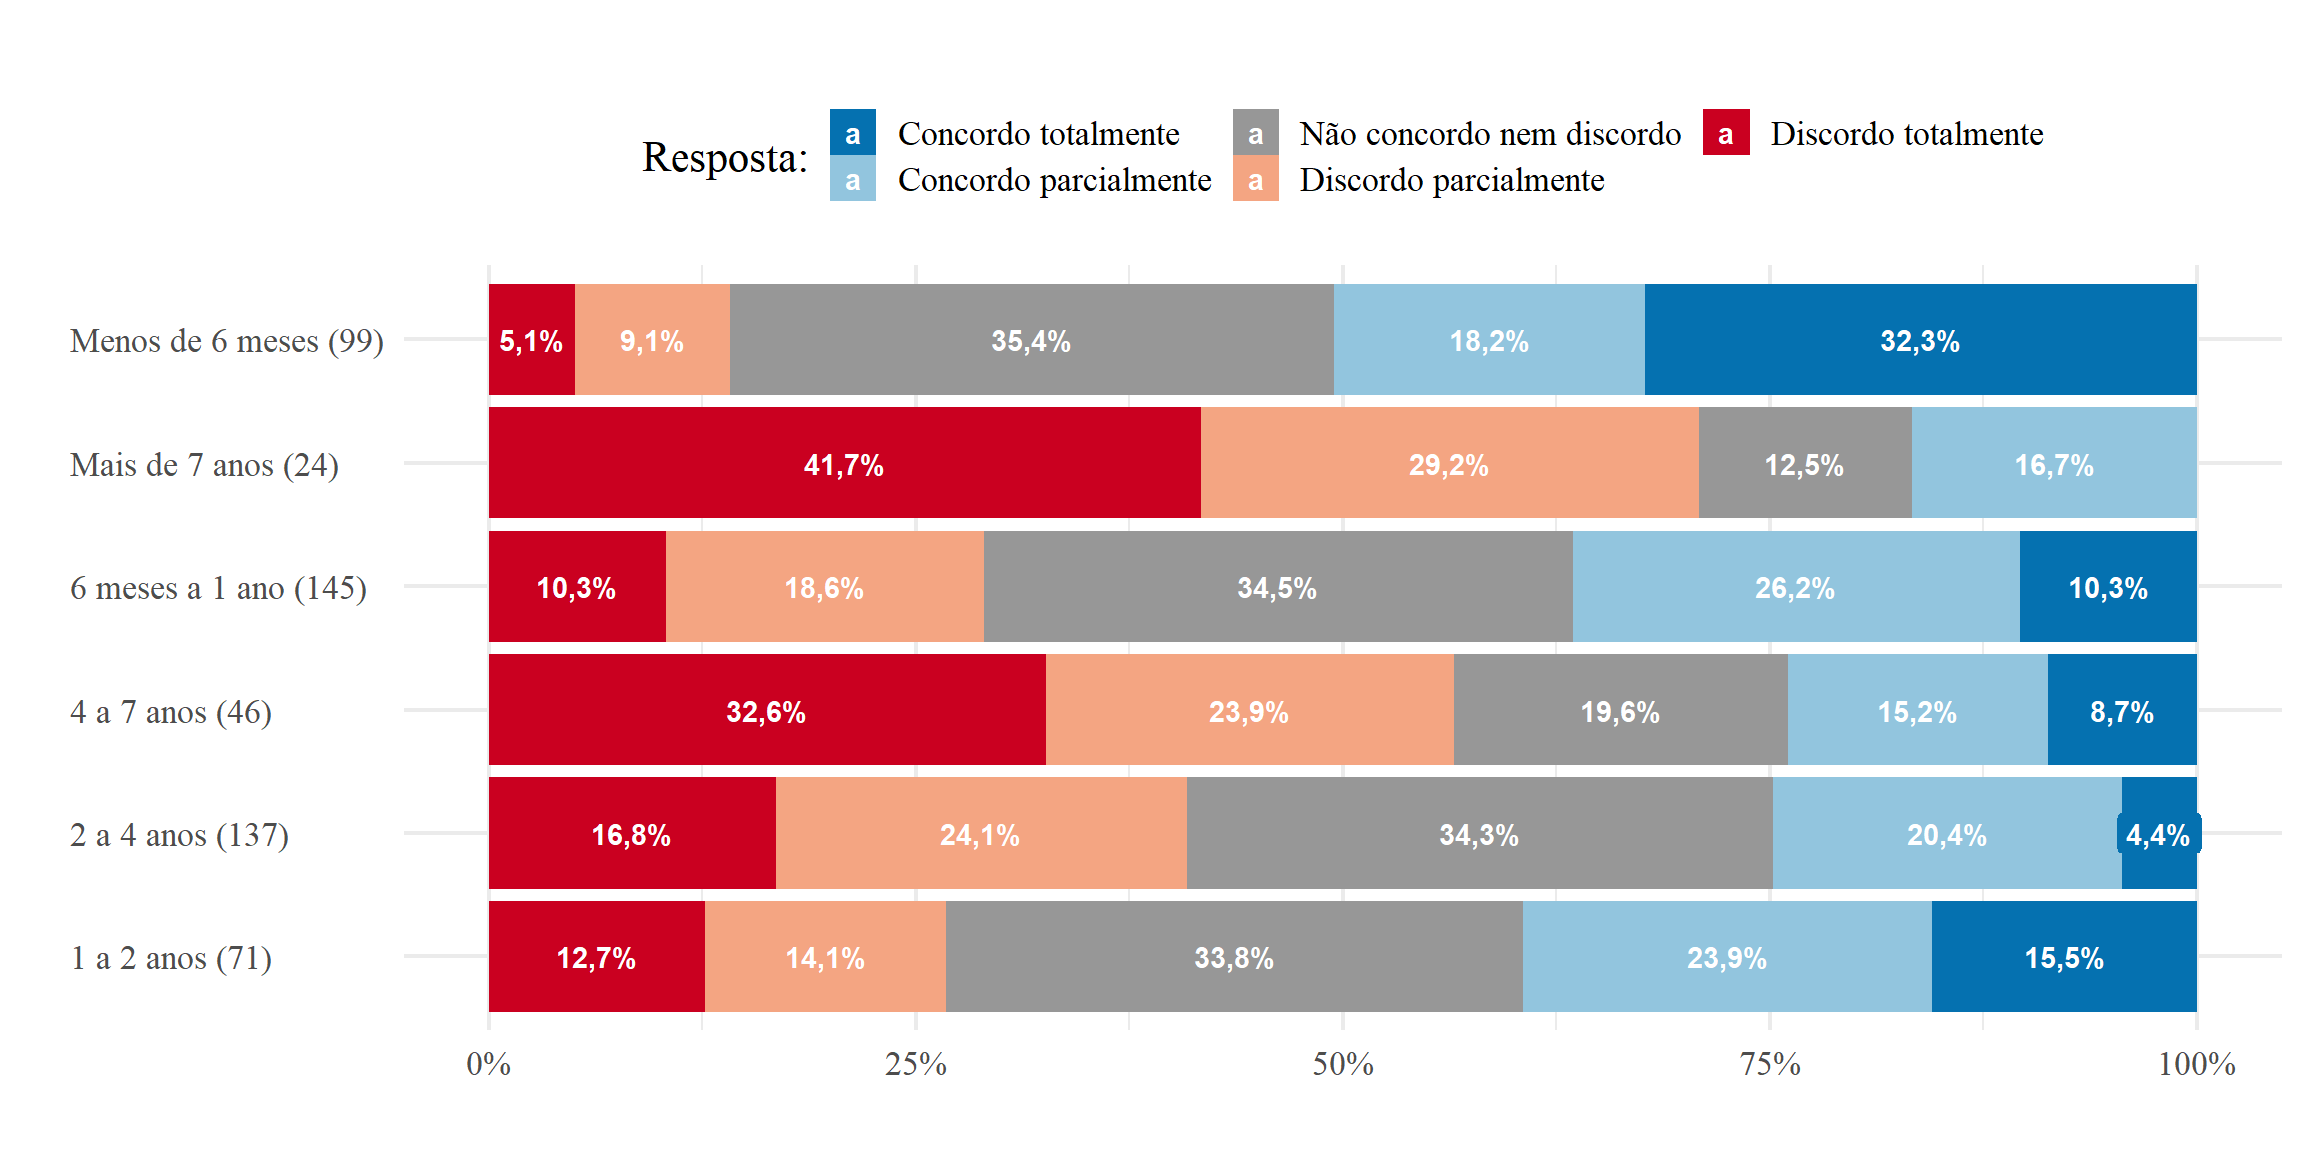 Resposta:
a Concordo totalmente a Não concordo nem discordo a Discordo totalmente
a Concordo parcialmente a Discordo parcialmente
Menos de 6 meses (99) 5,1% 9,1% 35,4% 18,2% 32,3%
Mais de 7 anos (24) 41,7% 29,2% 12,5% 16,7%
6 meses a 1 ano (145) 10,3% 18,6% 34,5% 26,2% 10,3%
4 a 7 anos (46) 32,6% 23,9% 19,6% 15,2% 8,7%
2 a 4 anos (137) 16,8% 24,1% 34,3% 20,4% 4,4%
1 a 2 anos (71) 12,7% 14,1% 33,8% 23,9% 15,5%
0% 25% 50% 75% 100%